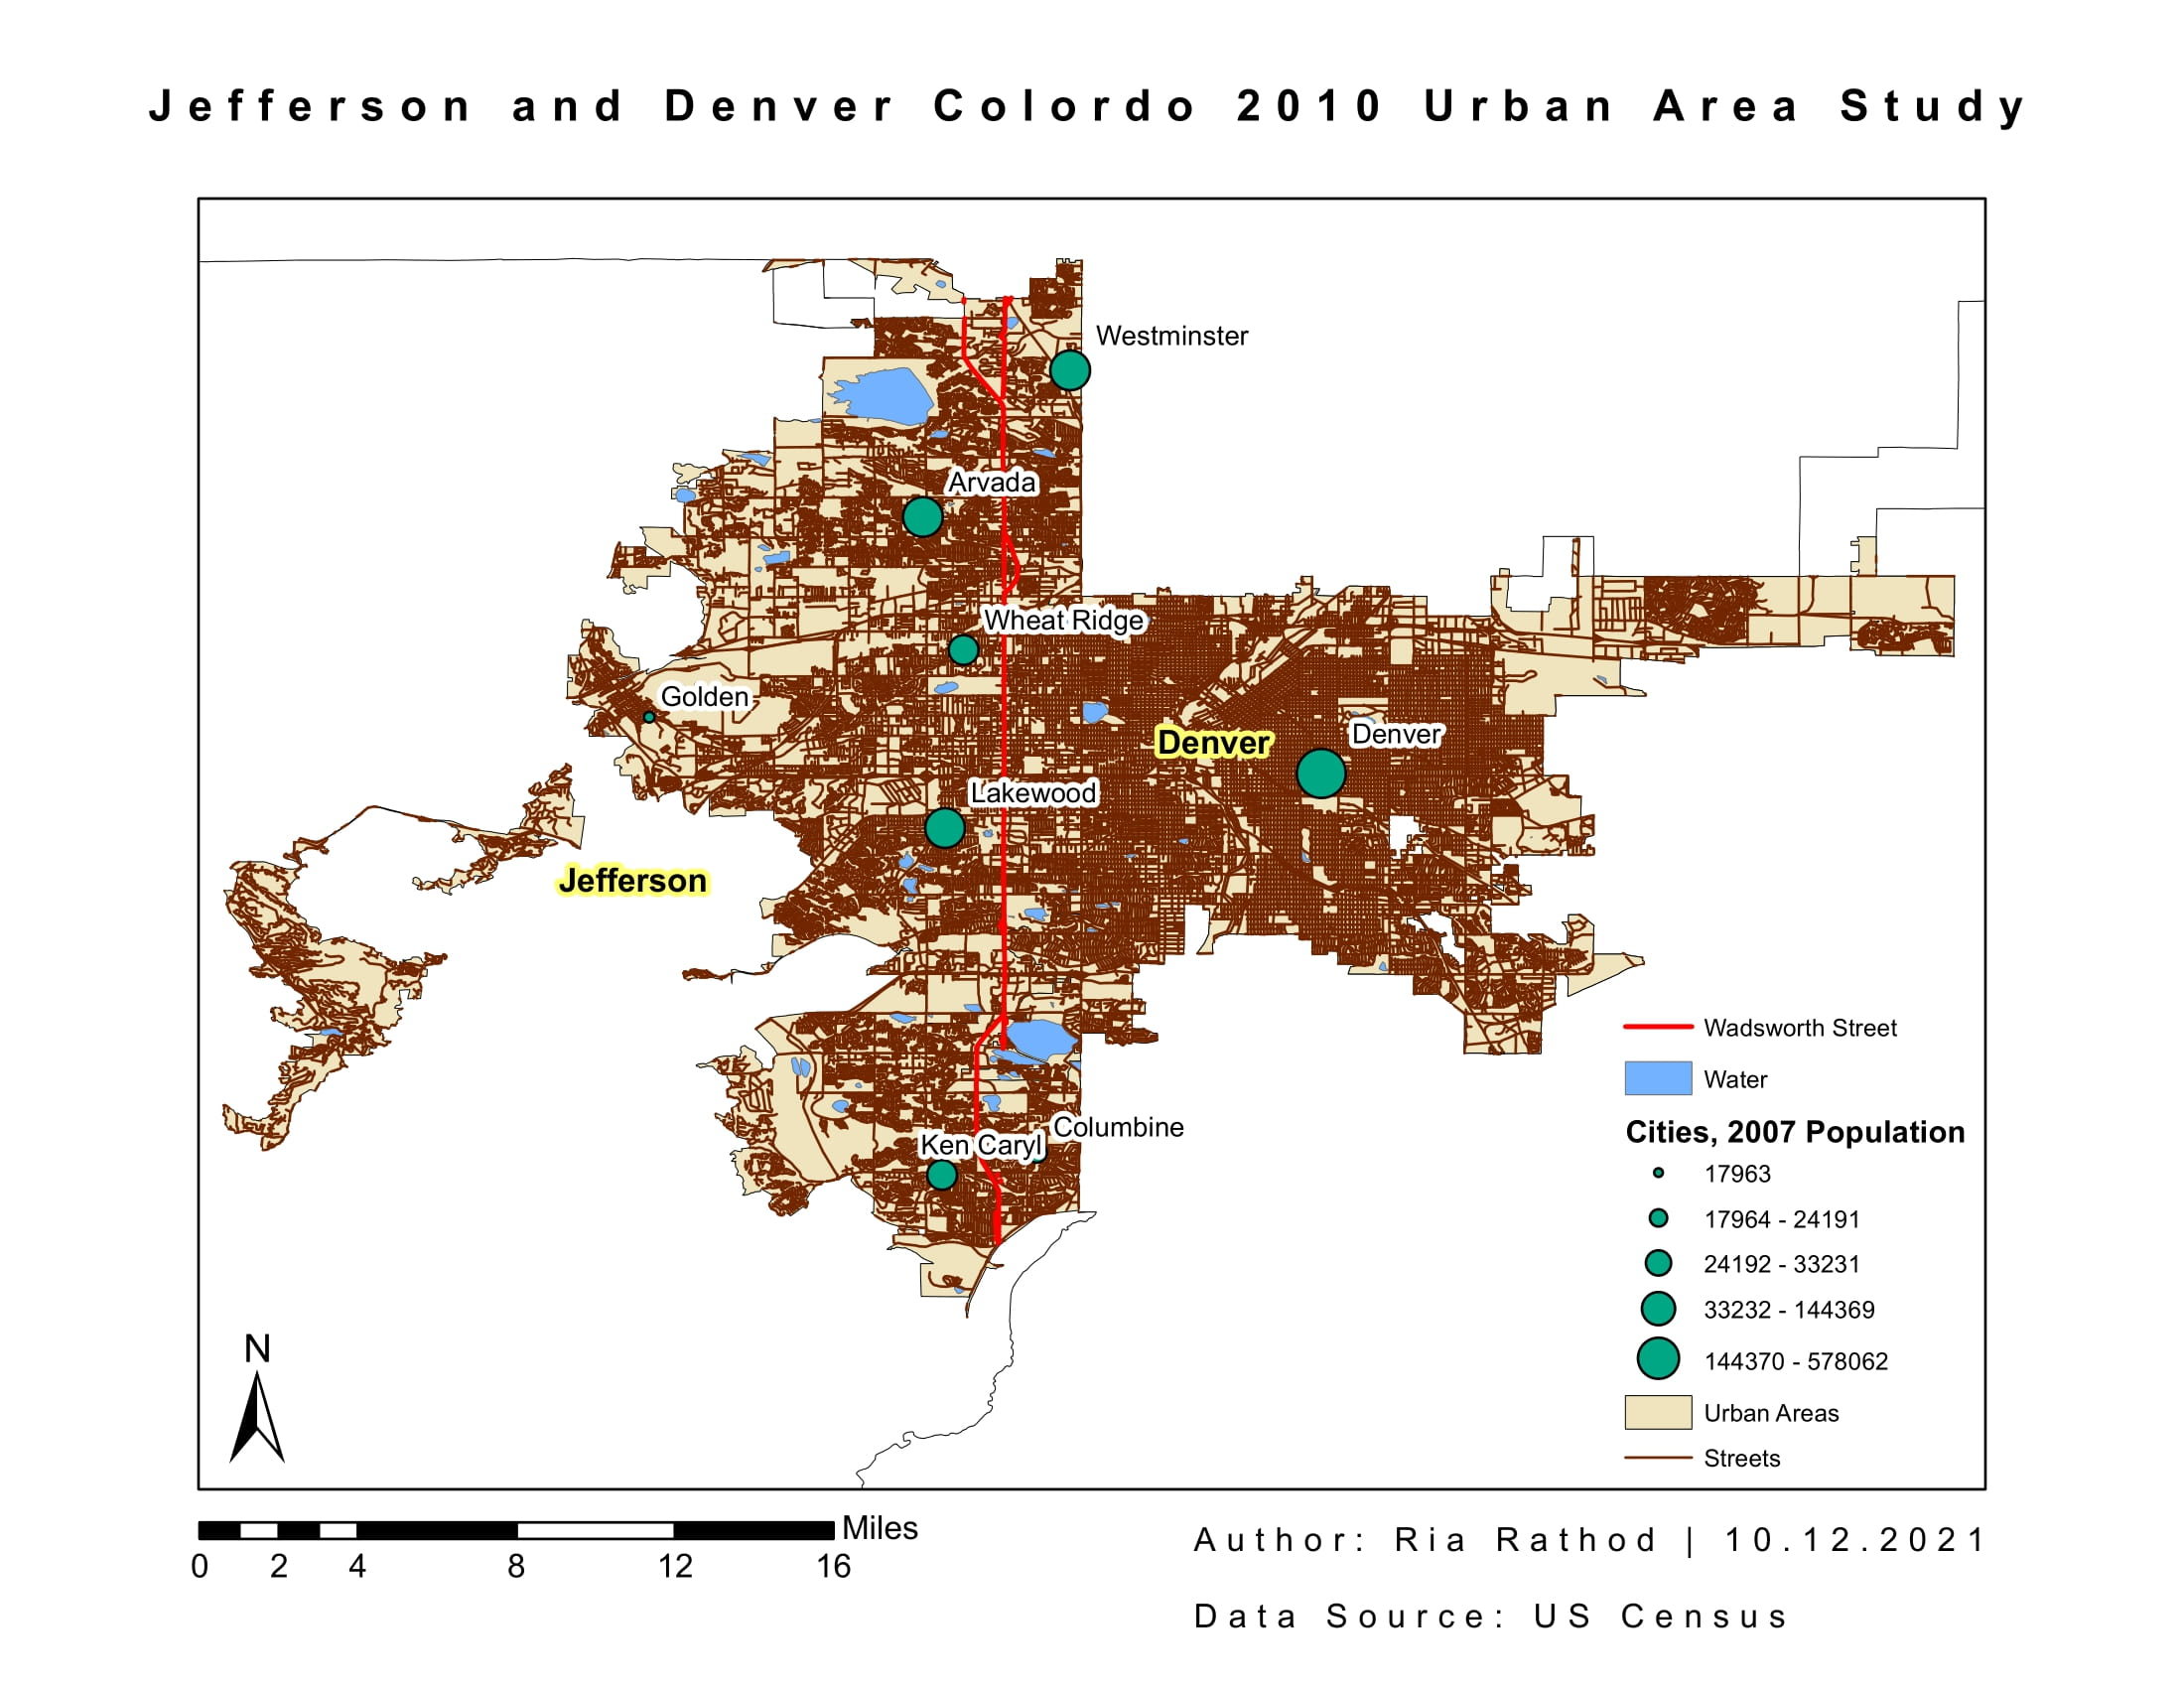 Jefferson and Denver Colordo 2010 Urban Area Study
Westminster
Arvada
Wheat Ridge
Golden
Denver
Denver
Lakewood
Jefferson
Columbine
Ken Caryl
Wadsworth Street
Water
Cities, 2007 Population
17963
17964 - 24191
24192 - 33231
33232 - 144369
144370 - 578062
Urban Areas
Streets
N
Miles
0 2 4 8 12 16
Author: Ria Rathod | 10.12.2021
Data Source: US Census